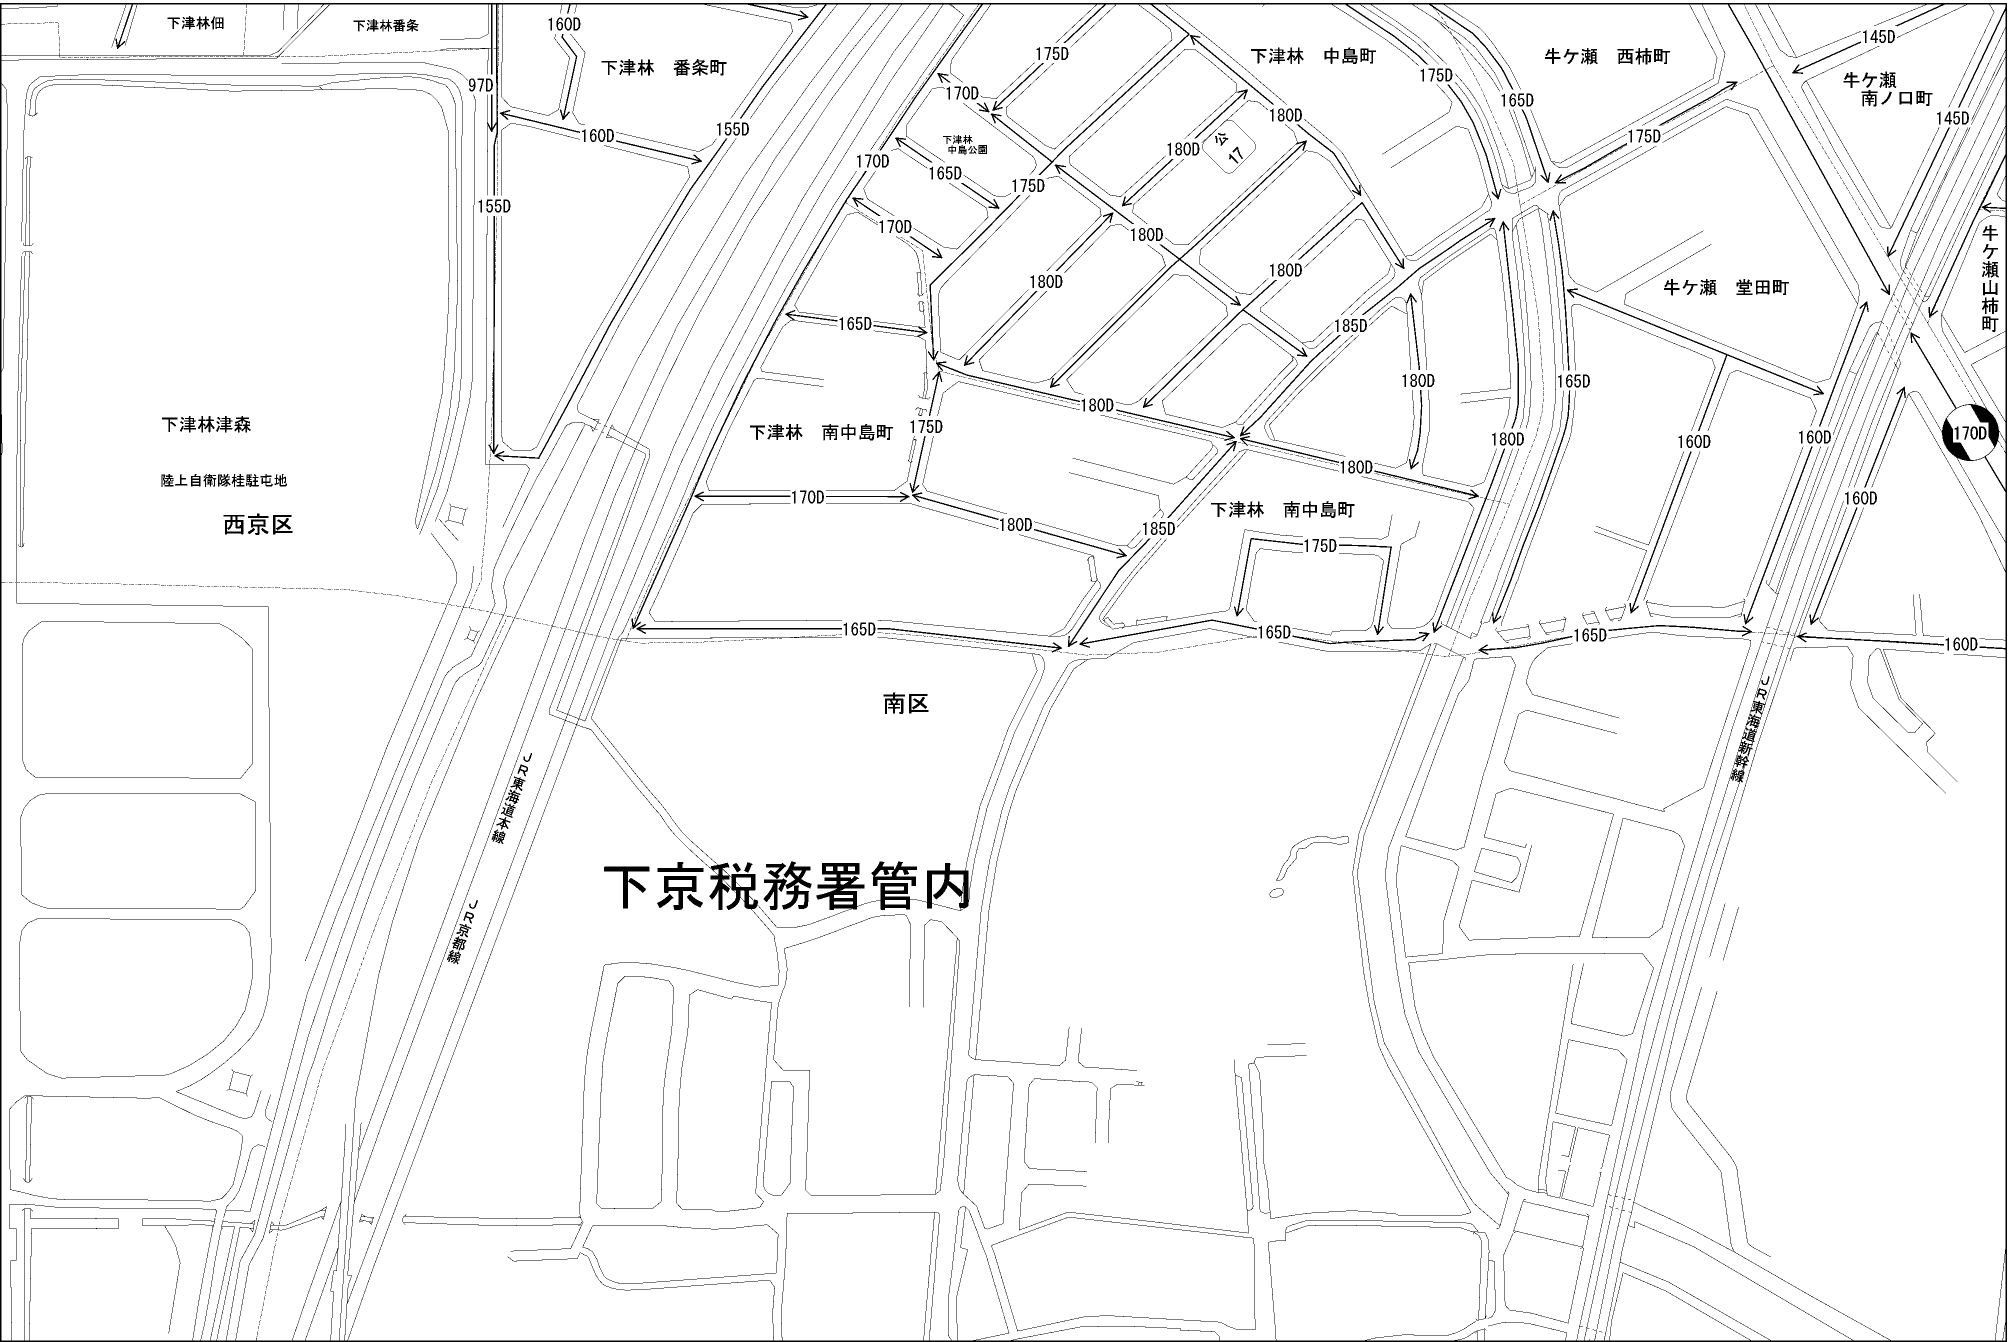 下津林佃
下津林番条
160D
下津林　番条町
175D
下津林　中島町
175D
牛ケ瀬　西柿町
145D
牛ケ瀬
南ノ口町
97D
170D
165D
145D
160D
155D
180D
175D
下津林
中島公園
180D
公
17
170D
165D
175D
155D
170D
180D
牛ケ瀬山柿町
180D
180D
牛ケ瀬　堂田町
165D
185D
180D
165D
180D
下津林津森
下津林　南中島町
175D
180D
160D
160D
170D
180D
陸上自衛隊桂駐屯地
170D
下津林　南中島町
160D
西京区
180D
185D
175D
165D
165D
165D
160D
南区
JR東海道新幹線
JR東海道本線
下京税務署管内
JR京都線